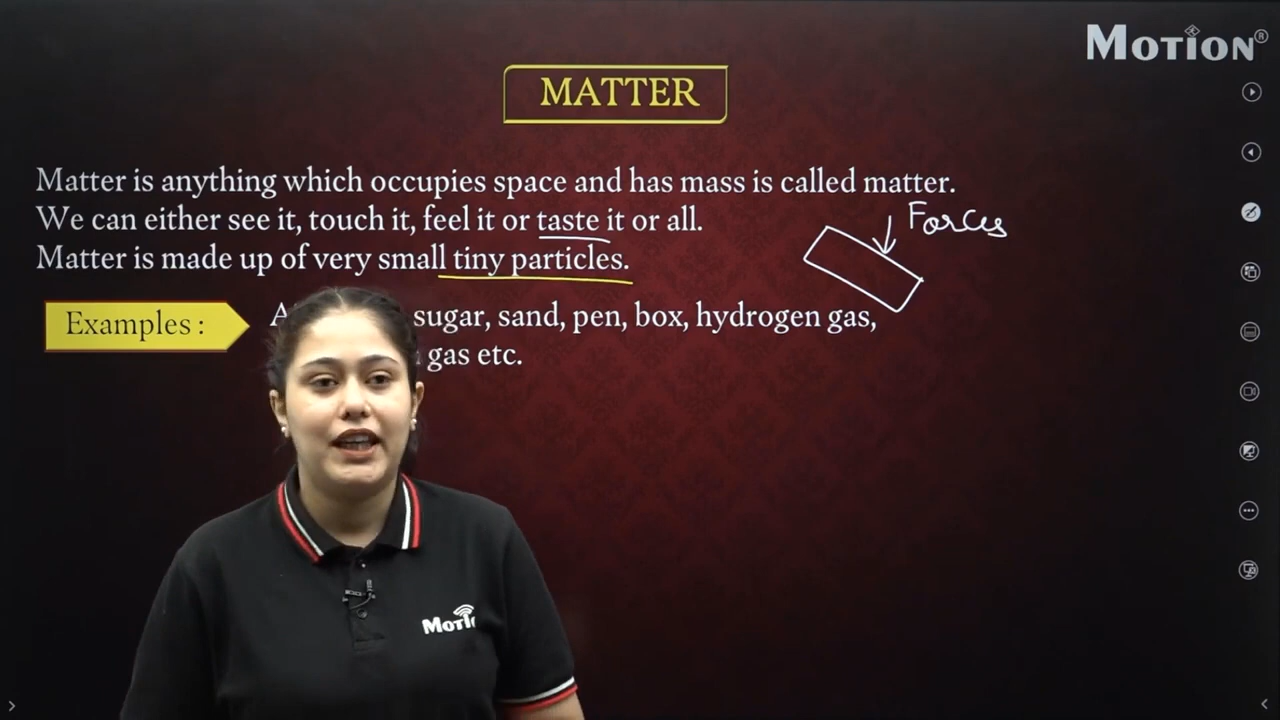 MOTION®
MATTER
Matter is anything which occupies space and has mass is called matter.
We can either see it, touch it, feel it or taste it or all.
Forces
Matter is made up of very small tiny particles.
Examples :
sugar, sand, pen, box, hydrogen gas,
gas etc.